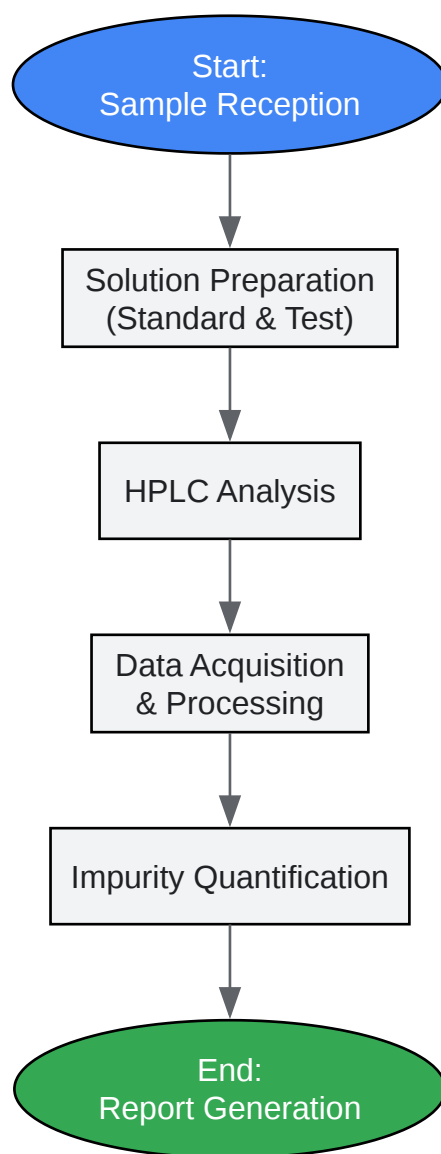 Start:
Sample Reception
Solution Preparation
(Standard & Test)
HPLC Analysis
Data Acquisition
& Processing
Impurity Quantification
End:
Report Generation